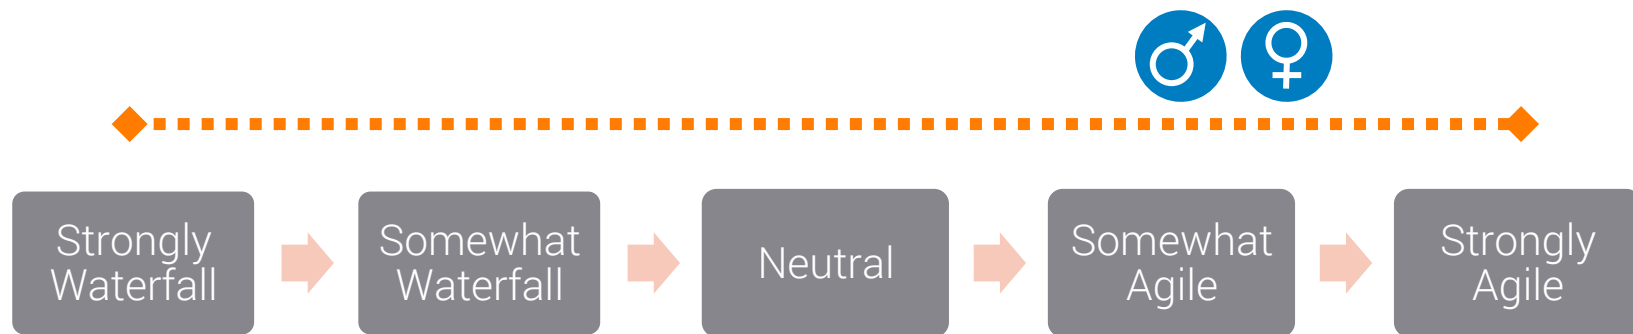 Strongly
Waterfall
Somewhat
Waterfall
Neutral
Somewhat
Agile
Strongly
Agile